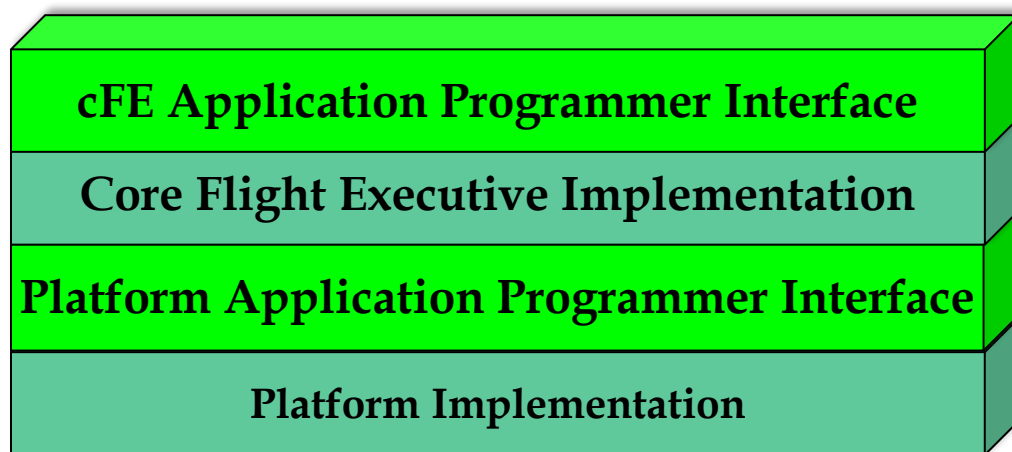 cFE Application Programmer Interface
Core Flight Executive Implementation
Platform Application Programmer Interface
Platform Implementation